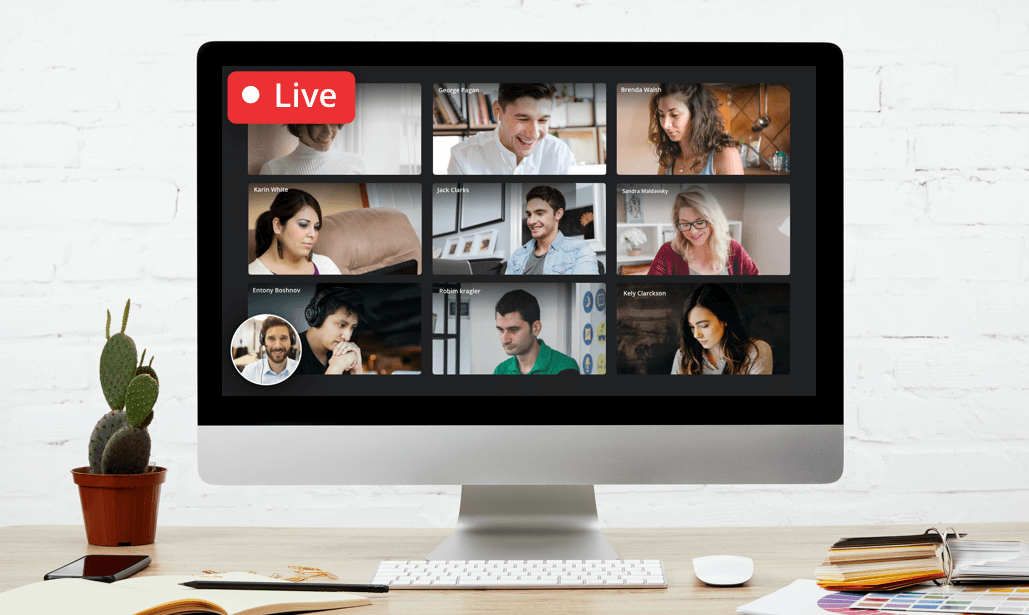 Live
George Pagan
Brenda Walsh
Karin White
Jack Clarks
Sandra Maldavsky
Entony Boshnov
Robim kragler
Kely Clarckson